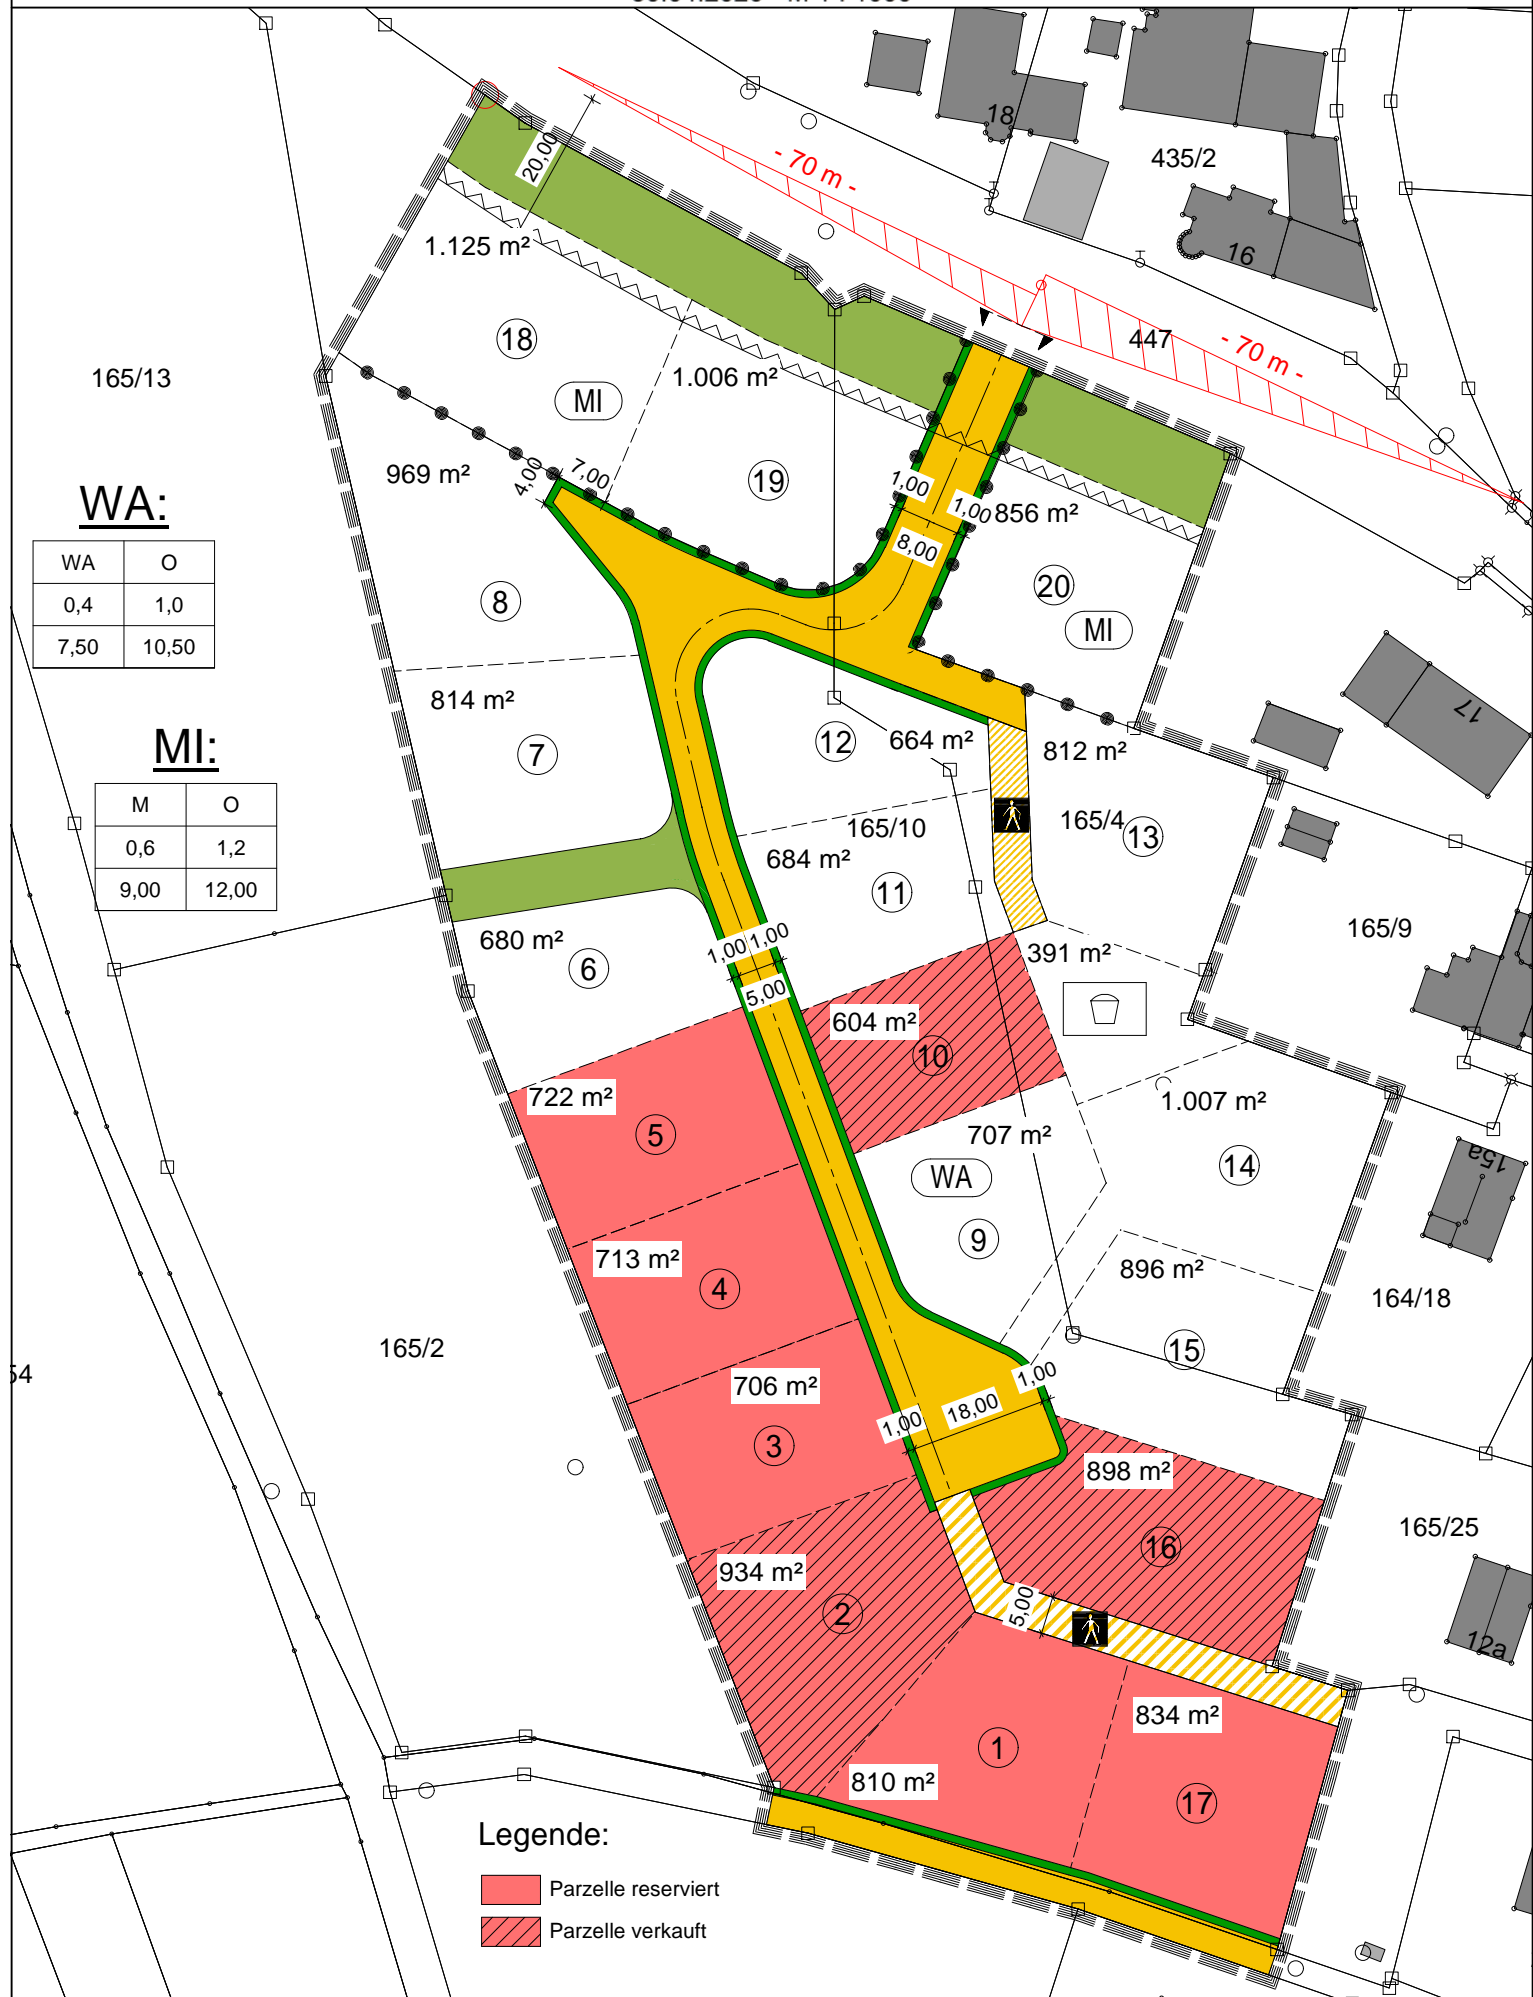 18
435/2
- 70 m -
20,00
16
1.125 m²
18
447
- 70 m -
165/13
1.006 m²
MI
969 m²
4,00
7,00
19
1,00
1,00
856 m²
8,00
WA:
WA O
0,4 1,0
7,50 10,50
8
20
MI
814 m²
7
12
664 m²
812 m²
17
MI:
M O
0,6 1,2
9,00 12,00
165/10
165/4
13
684 m²
11
680 m²
6
1,00
1,00
5,00
391 m²
165/9
604 m²
10
722 m²
5
1.007 m²
707 m²
14
15a
WA
9
713 m²
4
896 m²
164/18
165/2
15
54
706 m²
3
1,00
18,00
1,00
898 m²
165/25
16
934 m²
2
5,00
12a
834 m²
1
810 m²
17
Legende:
Parzelle reserviert
Parzelle verkauft